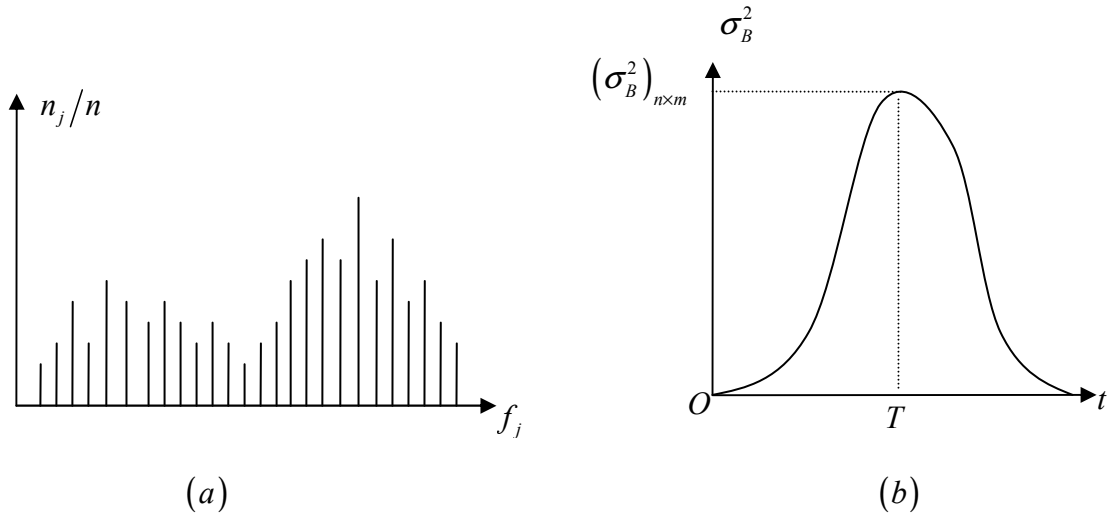 n_j/n
f_j
(a)
σ_B^2
(σ_B^2)_{n×m}
O
T
t
(b)